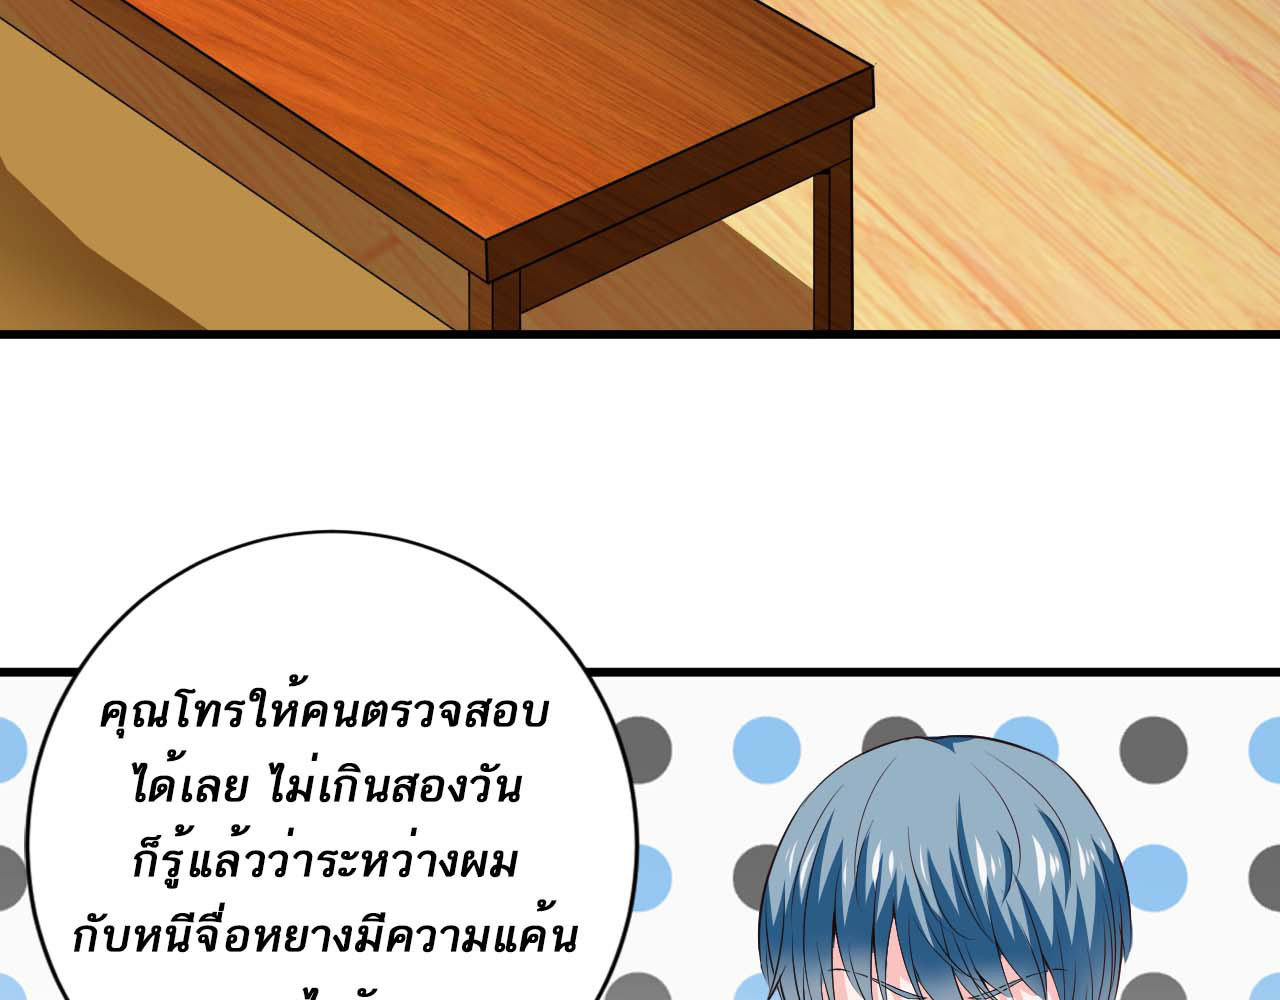 คุณโทรให้คนตรวจสอบ
ได้เลย ไม่เกินสองวัน
ก็รู้แล้วว่าระหว่างผม
กับหนีจื่อหยางมีความแค้น